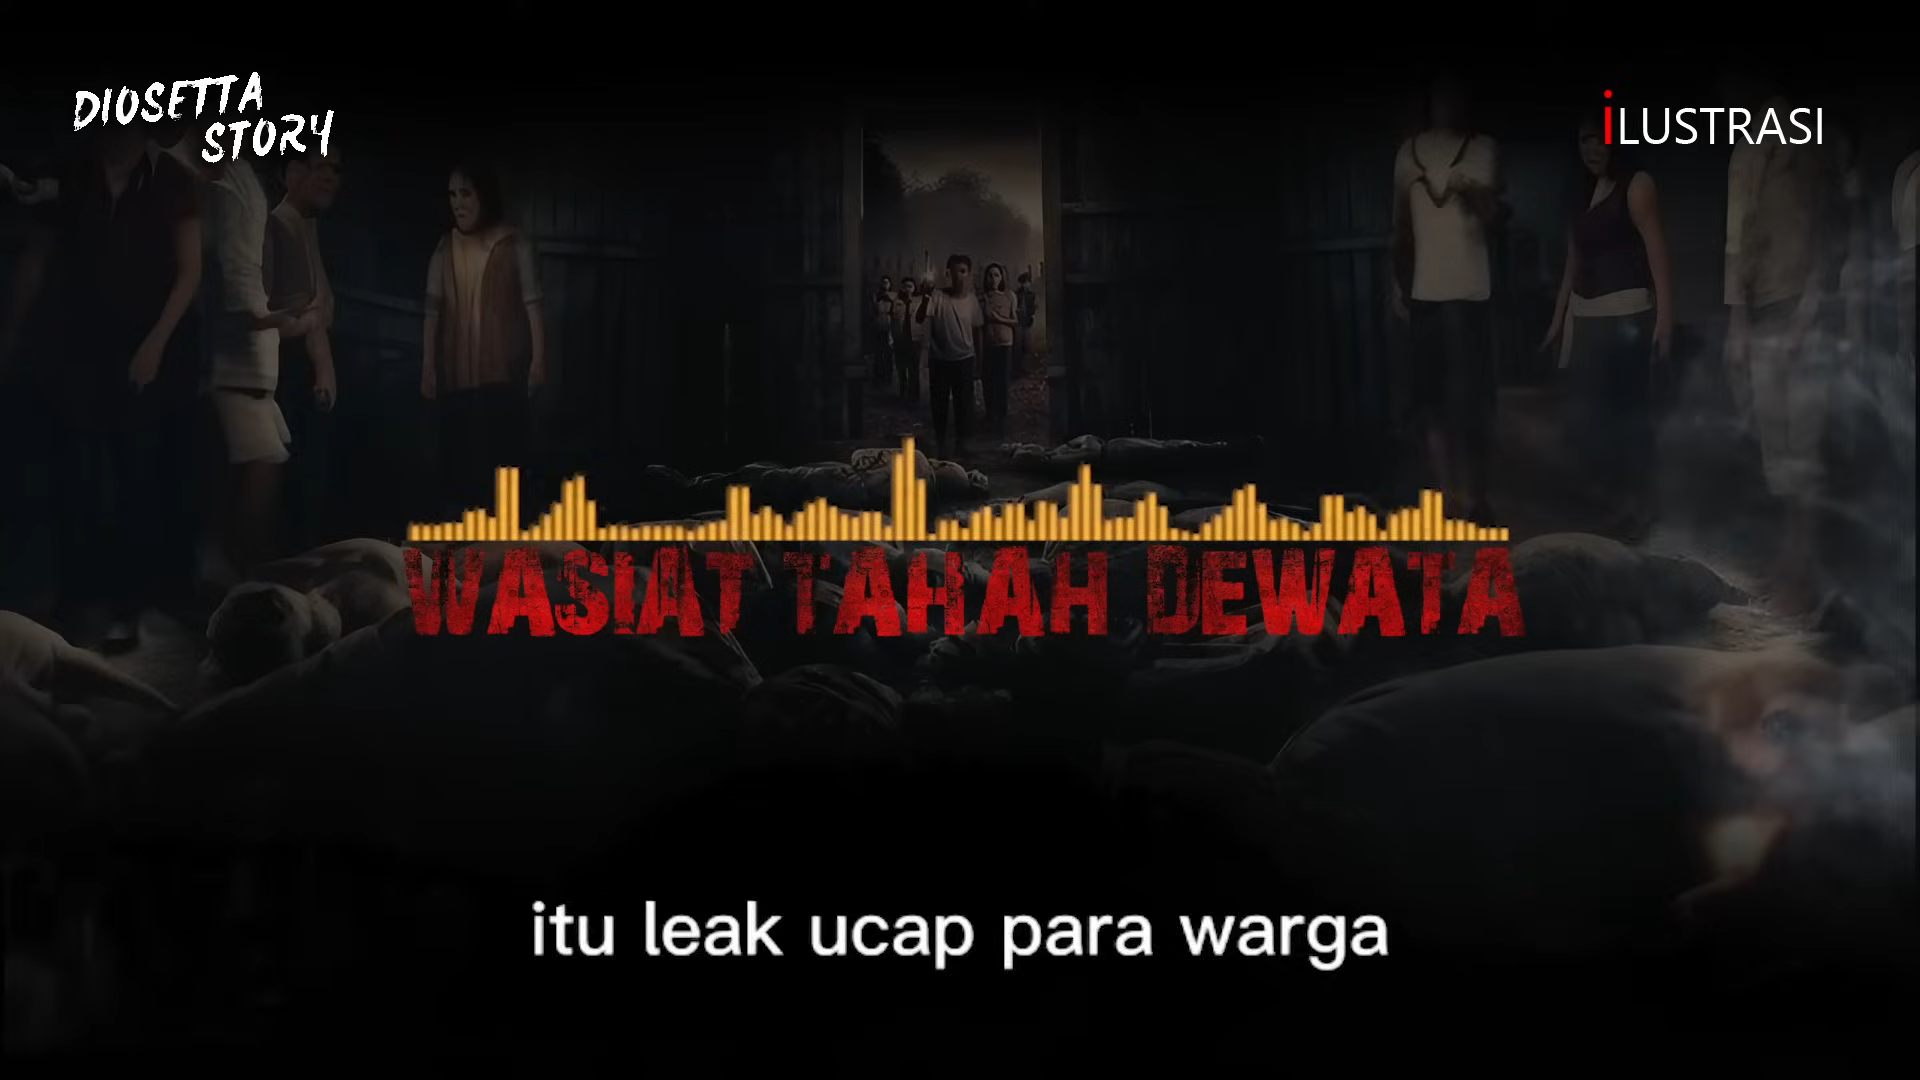 DIOSETTA
STORY
iLUSTRASI
WASIAT TAHAH DEWATA
itu leak ucap para warga